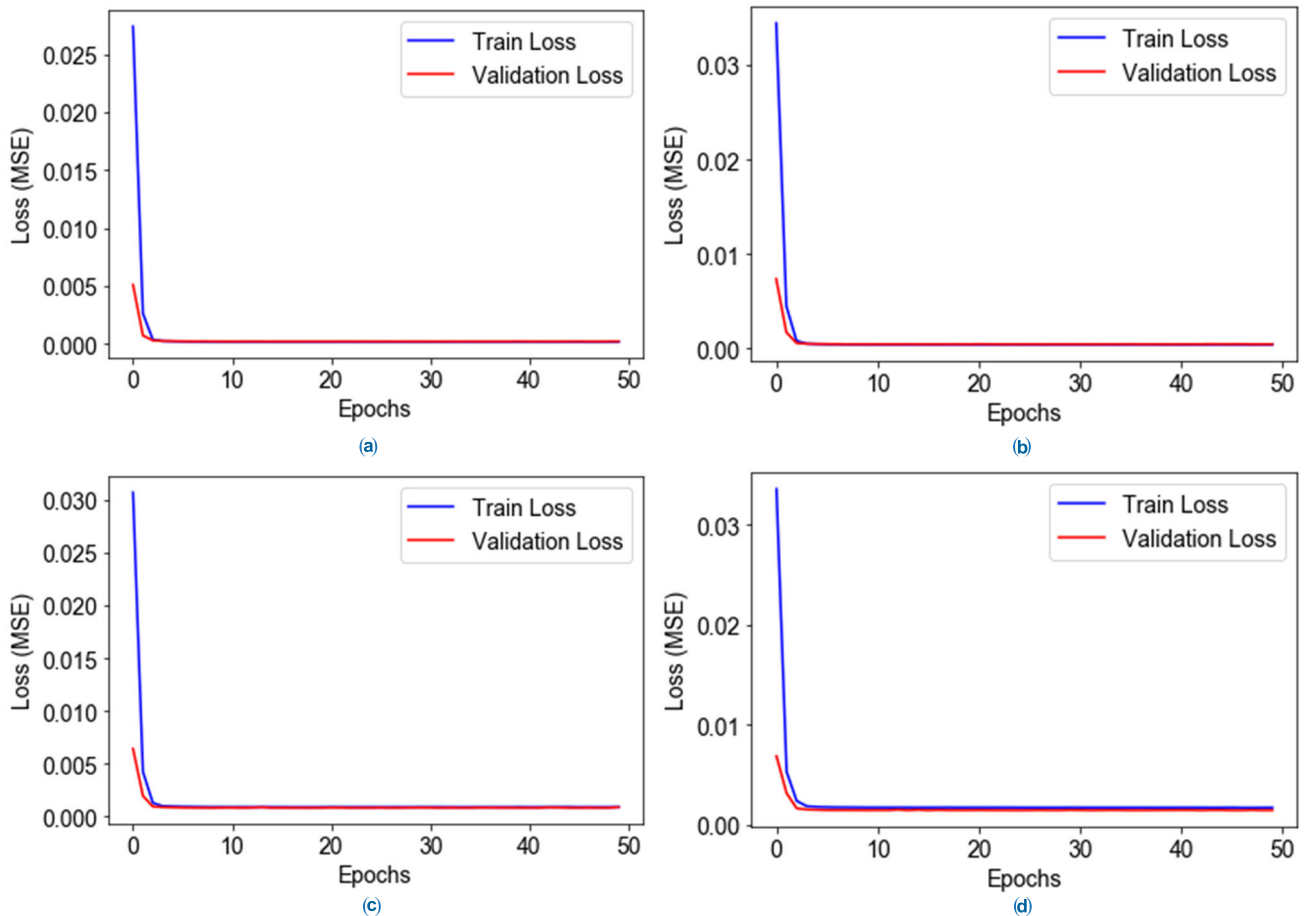 Train Loss
Validation Loss
0.025
0.020
0.015
0.010
0.005
0.000
Loss (MSE)
0 10 20 30 40 50
Epochs
(a)
Train Loss
Validation Loss
0.03
0.02
0.01
0.00
Loss (MSE)
0 10 20 30 40 50
Epochs
(b)
Train Loss
Validation Loss
0.030
0.025
0.020
0.015
0.010
0.005
0.000
Loss (MSE)
0 10 20 30 40 50
Epochs
(c)
Train Loss
Validation Loss
0.03
0.02
0.01
0.00
Loss (MSE)
0 10 20 30 40 50
Epochs
(d)